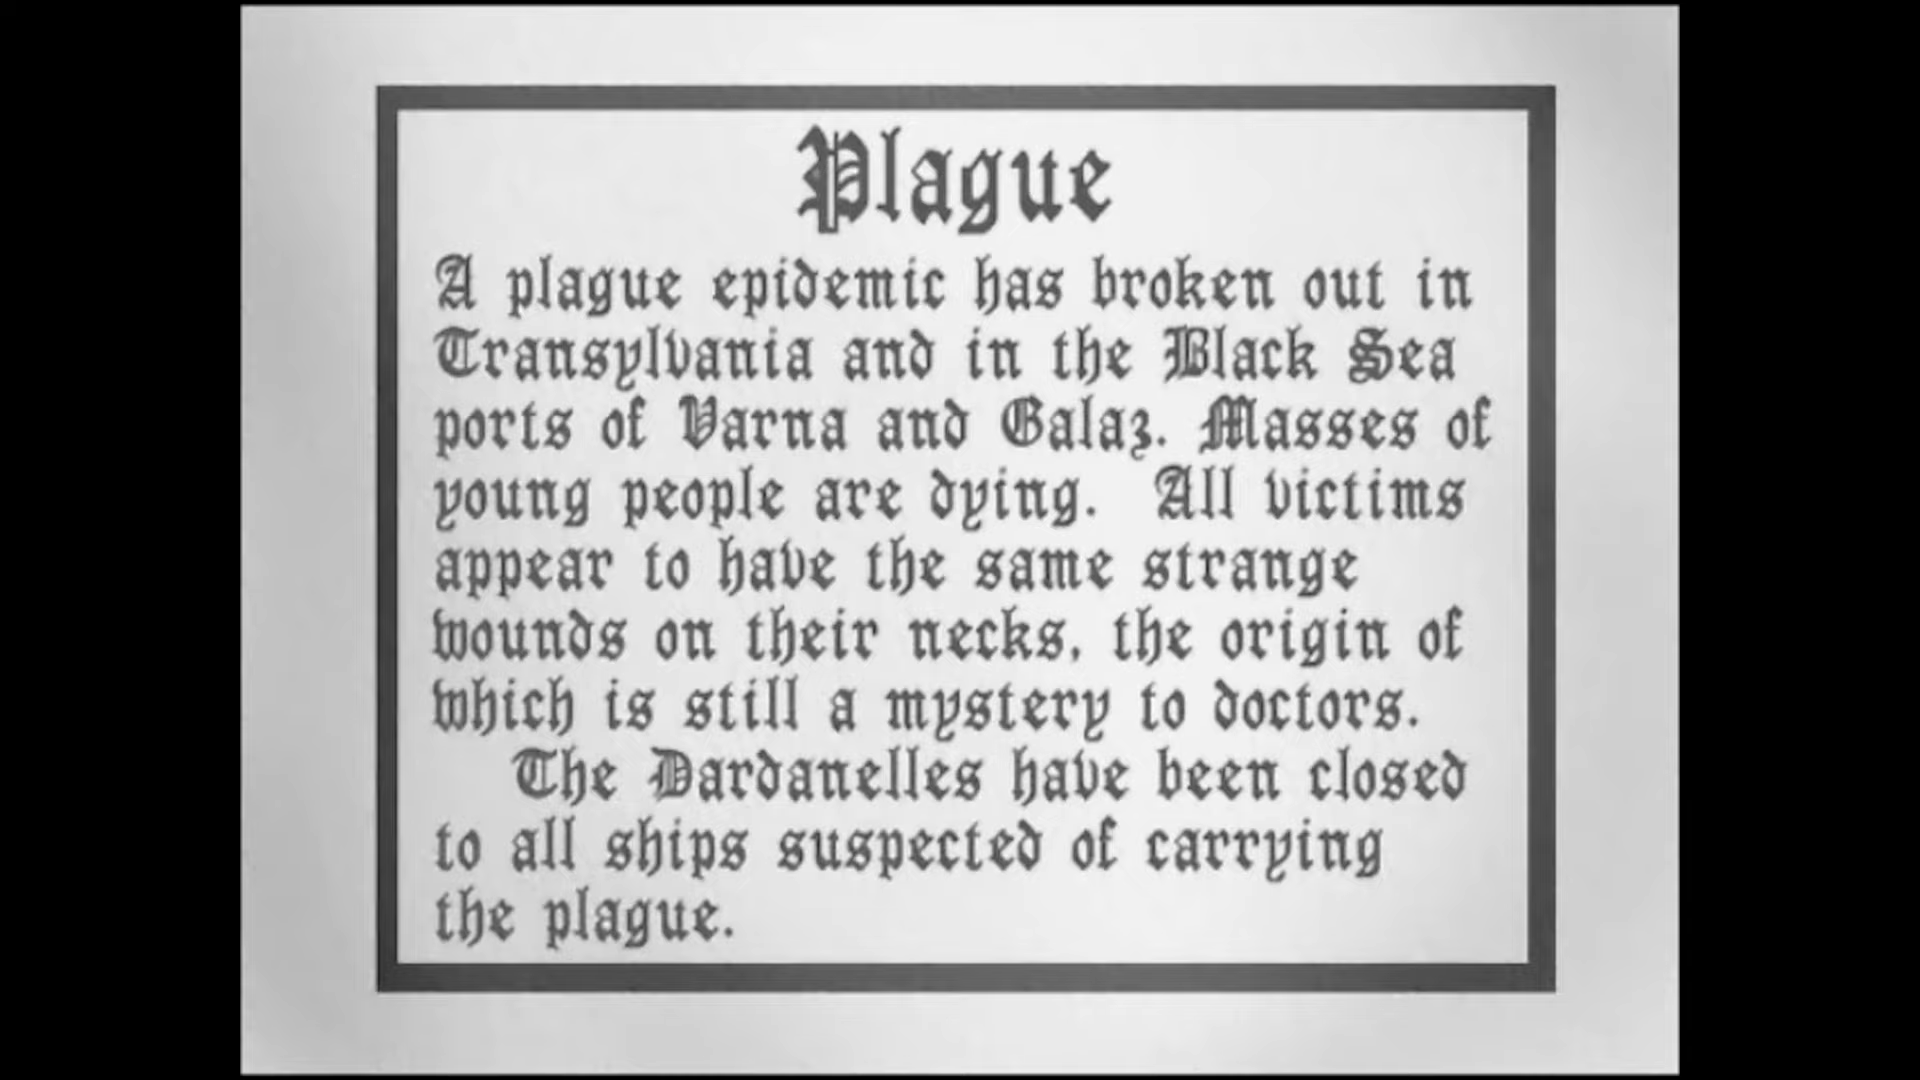 Plague
A plague epidemic has broken out in
Transylvania and in the Black Sea
ports of Varna and Galaz. Masses of
young people are dying. All victims
appear to have the same strange
wounds on their necks, the origin of
which is still a mystery to doctors.
The Dardanelles have been closed
to all ships suspected of carrying
the plague.